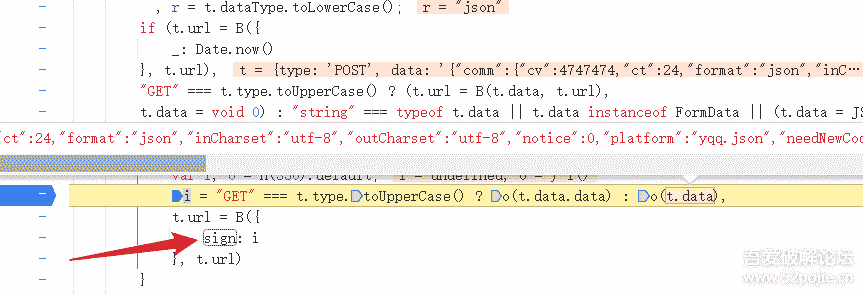 , r = t.dataType.toLowerCase(); r = "json"
if (t.url = B({
_: Date.now()
}, t.url), t = {type: 'POST', data: '{"comm":{"cv":4747474,"ct":24,"format":"json","inC…
"GET" === t.type.toUpperCase() ? (t.url = B(t.data, t.url),
t.data = void 0) : "string" === typeof t.data || t.data instanceof FormData || (t.data = JS
ct":24,"format":"json","inCharset":"utf-8","outCharset":"utf-8","notice":0,"platform":"yqq.json","needNewCod
i = "GET" === t.type.toUpperCase() ? o(t.data.data) : o(t.data),
t.url = B({
sign: i
}, t.url)
}
吾爱破解论坛
www.52pojie.cn